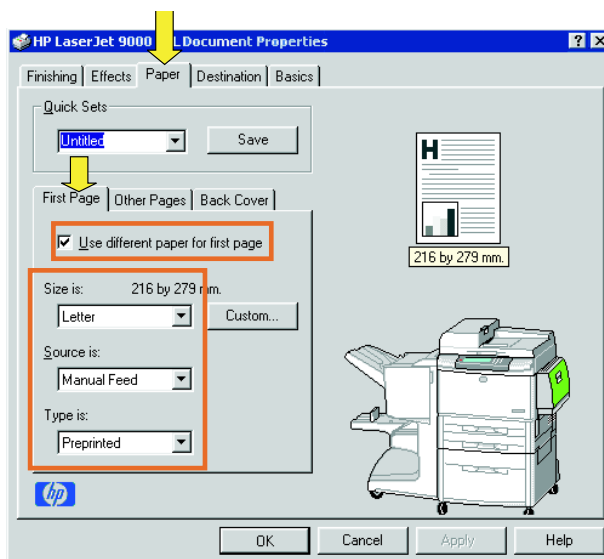 HP LaserJet 9000 L Document Properties
Finishing Effects Paper Destination Basics
Quick Sets
Untitled Save
First Page Other Pages Back Cover
Use different paper for first page
Size is: 216 by 279 mm.
Letter Custom...
Source is:
Manual Feed
Type is:
Preprinted
H
216 by 279 mm.
hp
OK Cancel Apply Help